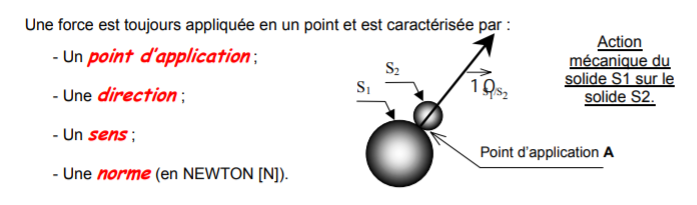 Une force est toujours appliquée en un point et est caractérisée par :
- Un point d'application ;
- Une direction ;
- Un sens ;
- Une norme (en NEWTON [N]).
S1
S2
Action
mécanique du
solide S1 sur le
solide S2.
Point d'application A